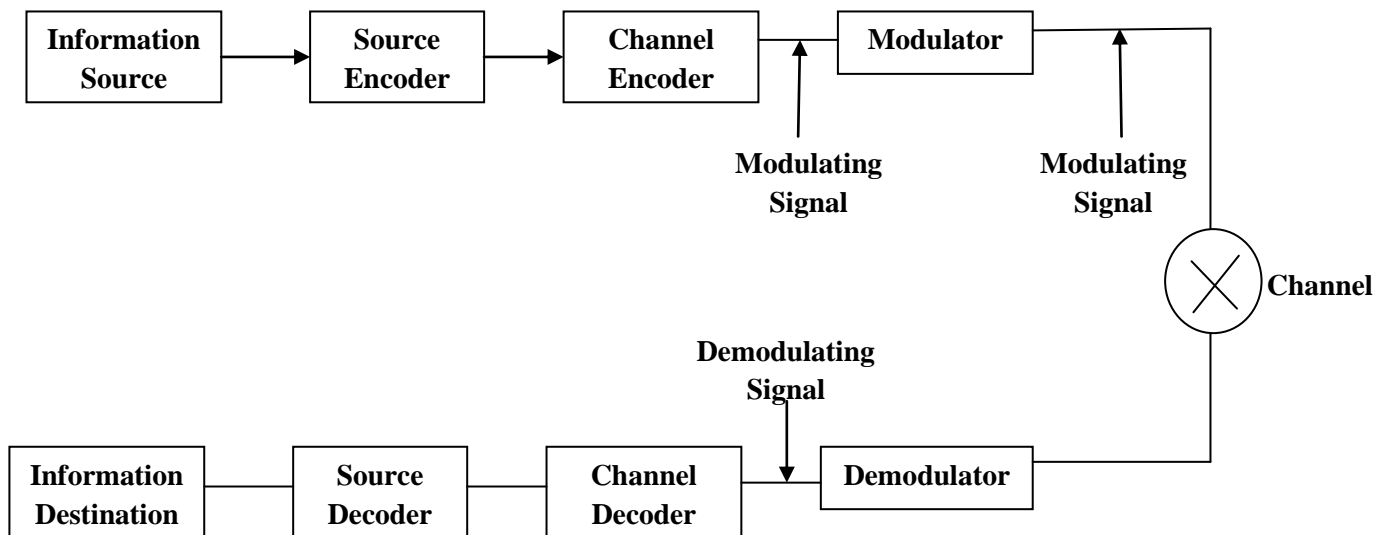 Information
Source
Source
Encoder
Channel
Encoder
Modulator
Modulating
Signal
Modulating
Signal
Channel
Demodulating
Signal
Information
Destination
Source
Decoder
Channel
Decoder
Demodulator